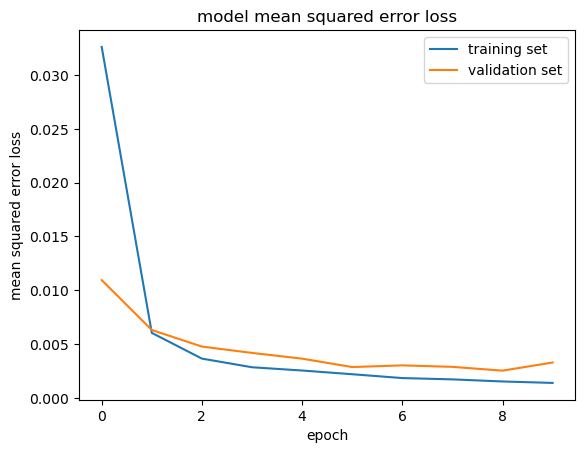 model mean squared error loss
training set
validation set
0.030
0.025
0.020
0.015
0.010
0.005
0.000
mean squared error loss
0 2 4 6 8
epoch